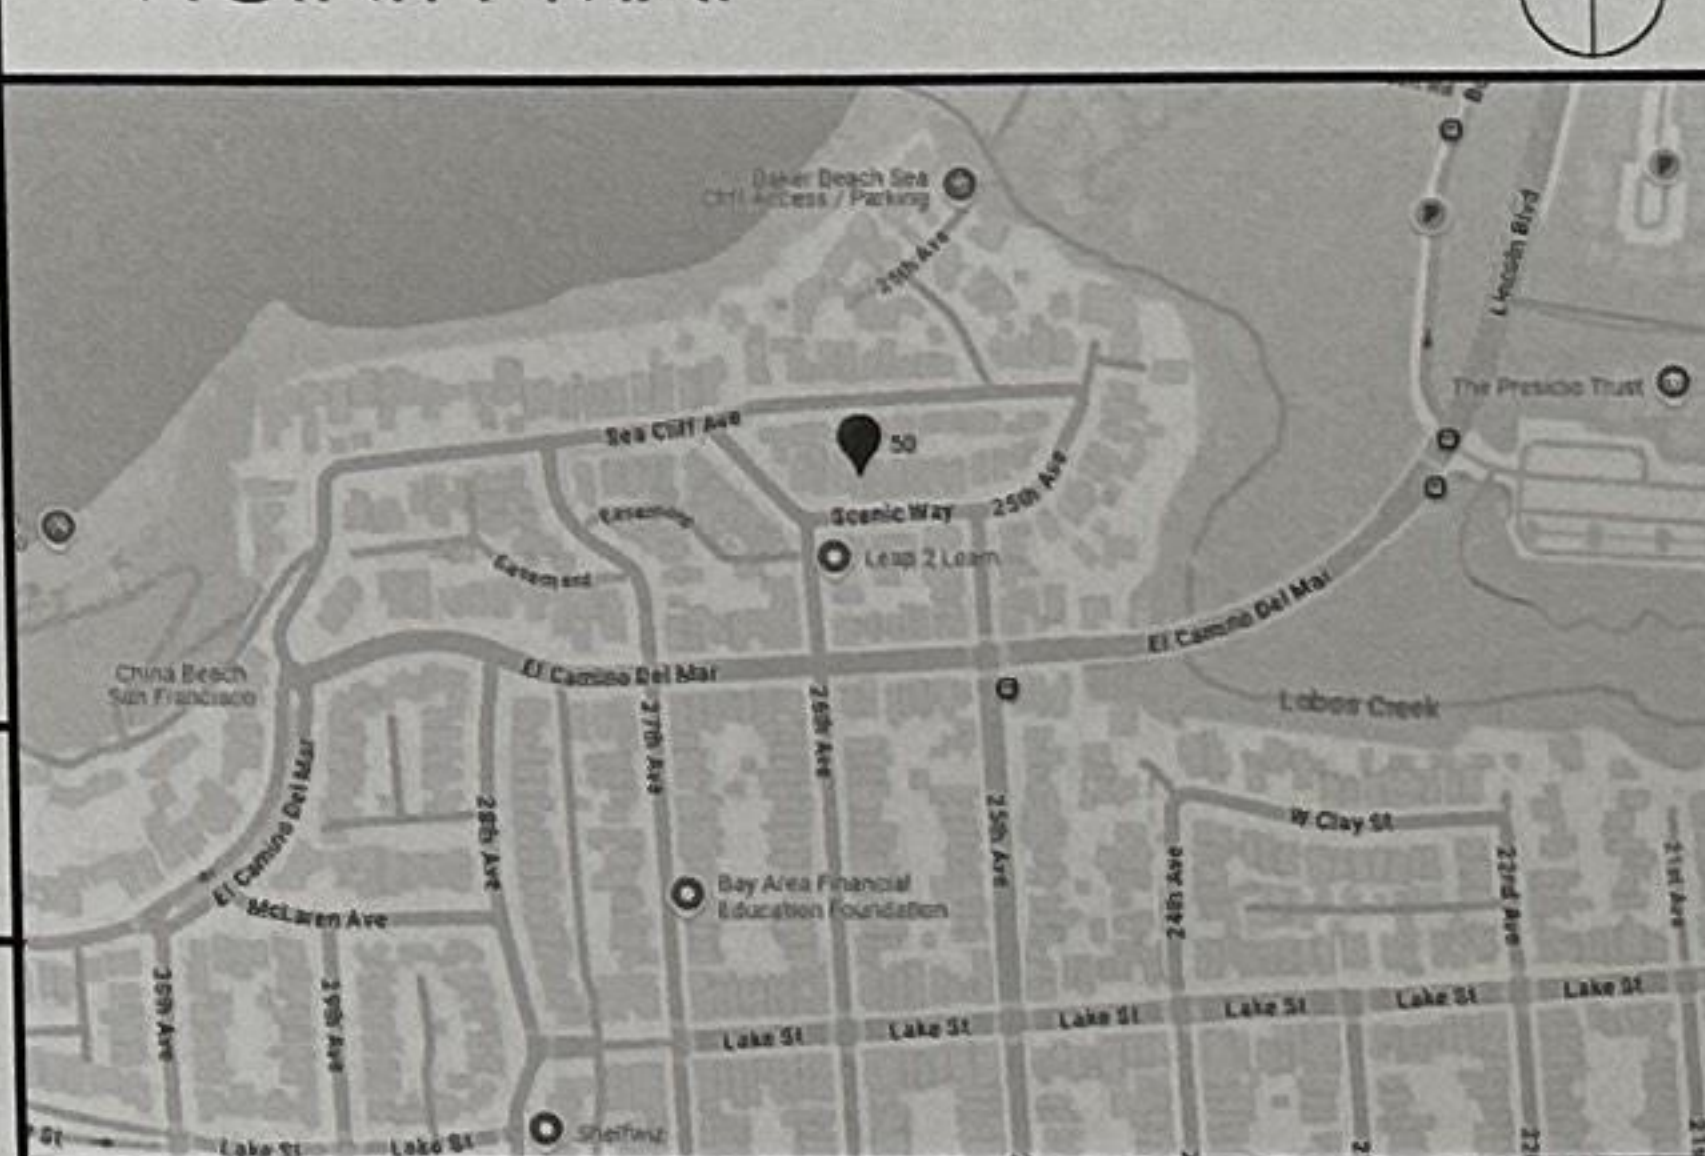 VICINITY MAP
Baker Beach Sea
Cliff Access / Parking
25th Ave
Lincoln Blvd
The Presidio Trust
Sea Cliff Ave
50
25th Ave
Scenic Way
Easement
Leap 2 Learn
Easement
El Camino Del Mar
El Camino Del Mar
China Beach
San Francisco
Lobos Creek
27th Ave
26th Ave
El Camino Del Mar
28th Ave
25th Ave
W Clay St
24th Ave
22nd Ave
21st Ave
Bay Area Financial
Education Foundation
McLaren Ave
30th Ave
29th Ave
Lake St
Lake St
Lake St
Lake St
Lake St
Lake St
St
Lake St
Lake St
22